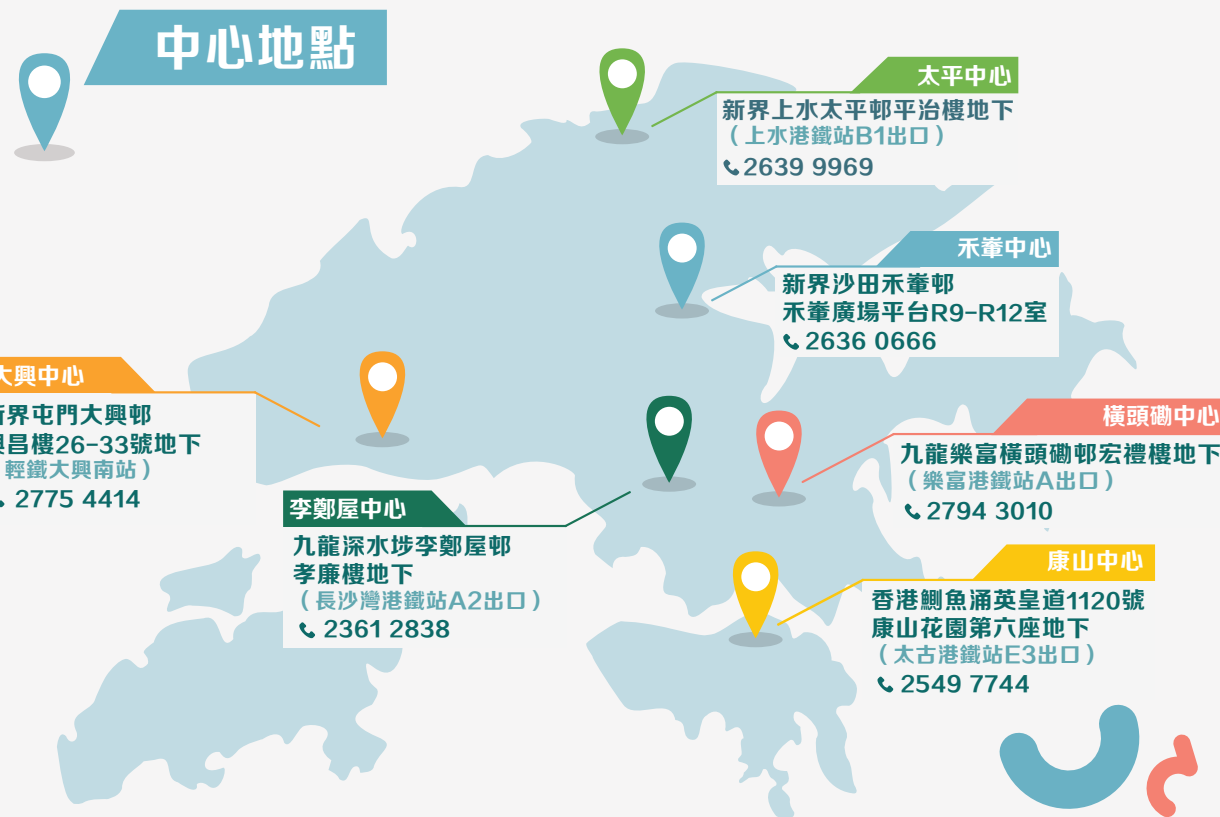 中心地點
太平中心
新界上水太平邨平治樓地下
（上水港鐵站B1出口）
2639 9969
禾輋中心
新界沙田禾輋邨
禾輋廣場平台R9-R12室
2636 0666
大興中心
新界屯門大興邨
興昌樓26-33號地下
輕鐵大興南站）
2775 4414
橫頭磡中心
九龍樂富橫頭磡邨宏禮樓地下
（樂富港鐵站A出口）
2794 3010
李鄭屋中心
九龍深水埗李鄭屋邨
孝廉樓地下
（長沙灣港鐵站A2出口）
2361 2838
康山中心
香港鰂魚涌英皇道1120號
康山花園第六座地下
（太古港鐵站E3出口）
2549 7744